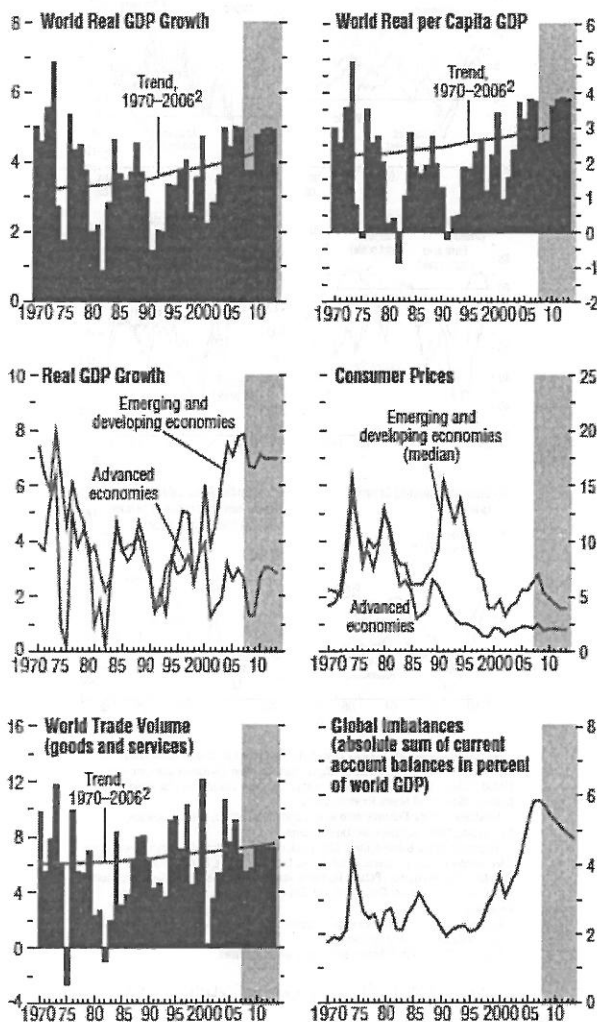 World Real GDP Growth
8
6
4
2
0
Trend,
1970–2006²
1970 75 80 85 90 95 2000 05 10
World Real per Capita GDP
6
5
4
3
2
1
0
-1
-2
Trend,
1970–2006²
1970 75 80 85 90 95 2000 05 10
Real GDP Growth
10
8
6
4
2
0
Emerging and
developing economies
Advanced
economies
1970 75 80 85 90 95 2000 05 10
Consumer Prices
25
20
15
10
5
0
Emerging and
developing economies
(median)
Advanced
economies
1970 75 80 85 90 95 2000 05 10
World Trade Volume
(goods and services)
16
12
8
4
0
-4
Trend,
1970–2006²
1970 75 80 85 90 95 2000 05 10
Global Imbalances
(absolute sum of current
account balances in percent
of world GDP)
8
6
4
2
0
1970 75 80 85 90 95 2000 05 10